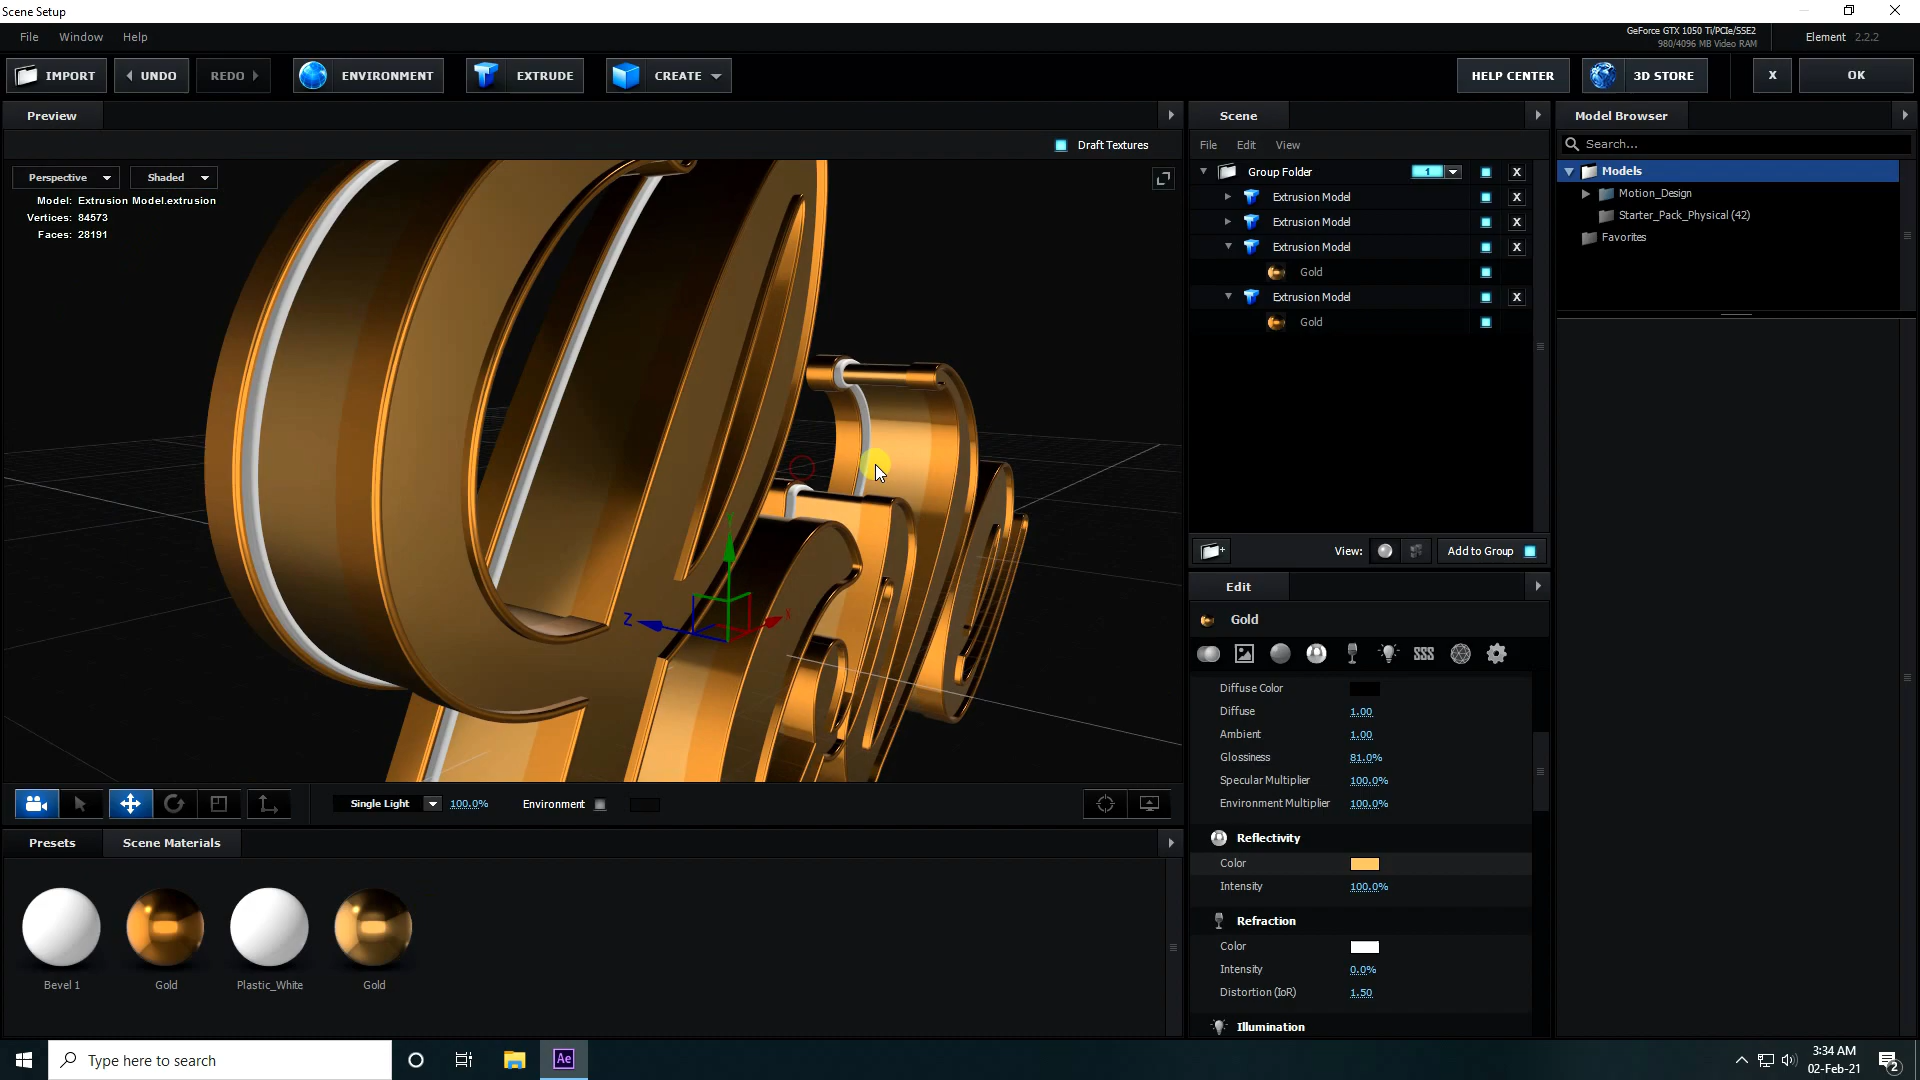 Scene Setup
File Window Help
GeForce GTX 1050 Ti/PCIe/SSE2
980/4096 MB Video RAM
Element 2.2.2
IMPORT UNDO REDO ENVIRONMENT EXTRUDE CREATE HELP CENTER 3D STORE X OK
Preview
Draft Textures
Perspective Shaded
Model: Extrusion Model.extrusion
Vertices: 84573
Faces: 28191
Y
Z
X
Single Light 100.0% Environment
Presets Scene Materials
Bevel 1 Gold Plastic_White Gold
Scene
File Edit View
Group Folder 1 X
Extrusion Model X
Extrusion Model X
Extrusion Model X
Gold
Extrusion Model X
Gold
View: Add to Group
Edit
Gold
Diffuse Color
Diffuse 1.00
Ambient 1.00
Glossiness 81.0%
Specular Multiplier 100.0%
Environment Multiplier 100.0%
Reflectivity
Color
Intensity 100.0%
Refraction
Color
Intensity 0.0%
Distortion (IoR) 1.50
Illumination
Model Browser
Search...
Models
Motion_Design
Starter_Pack_Physical (42)
Favorites
Type here to search
Ae
3:34 AM
02-Feb-21
2